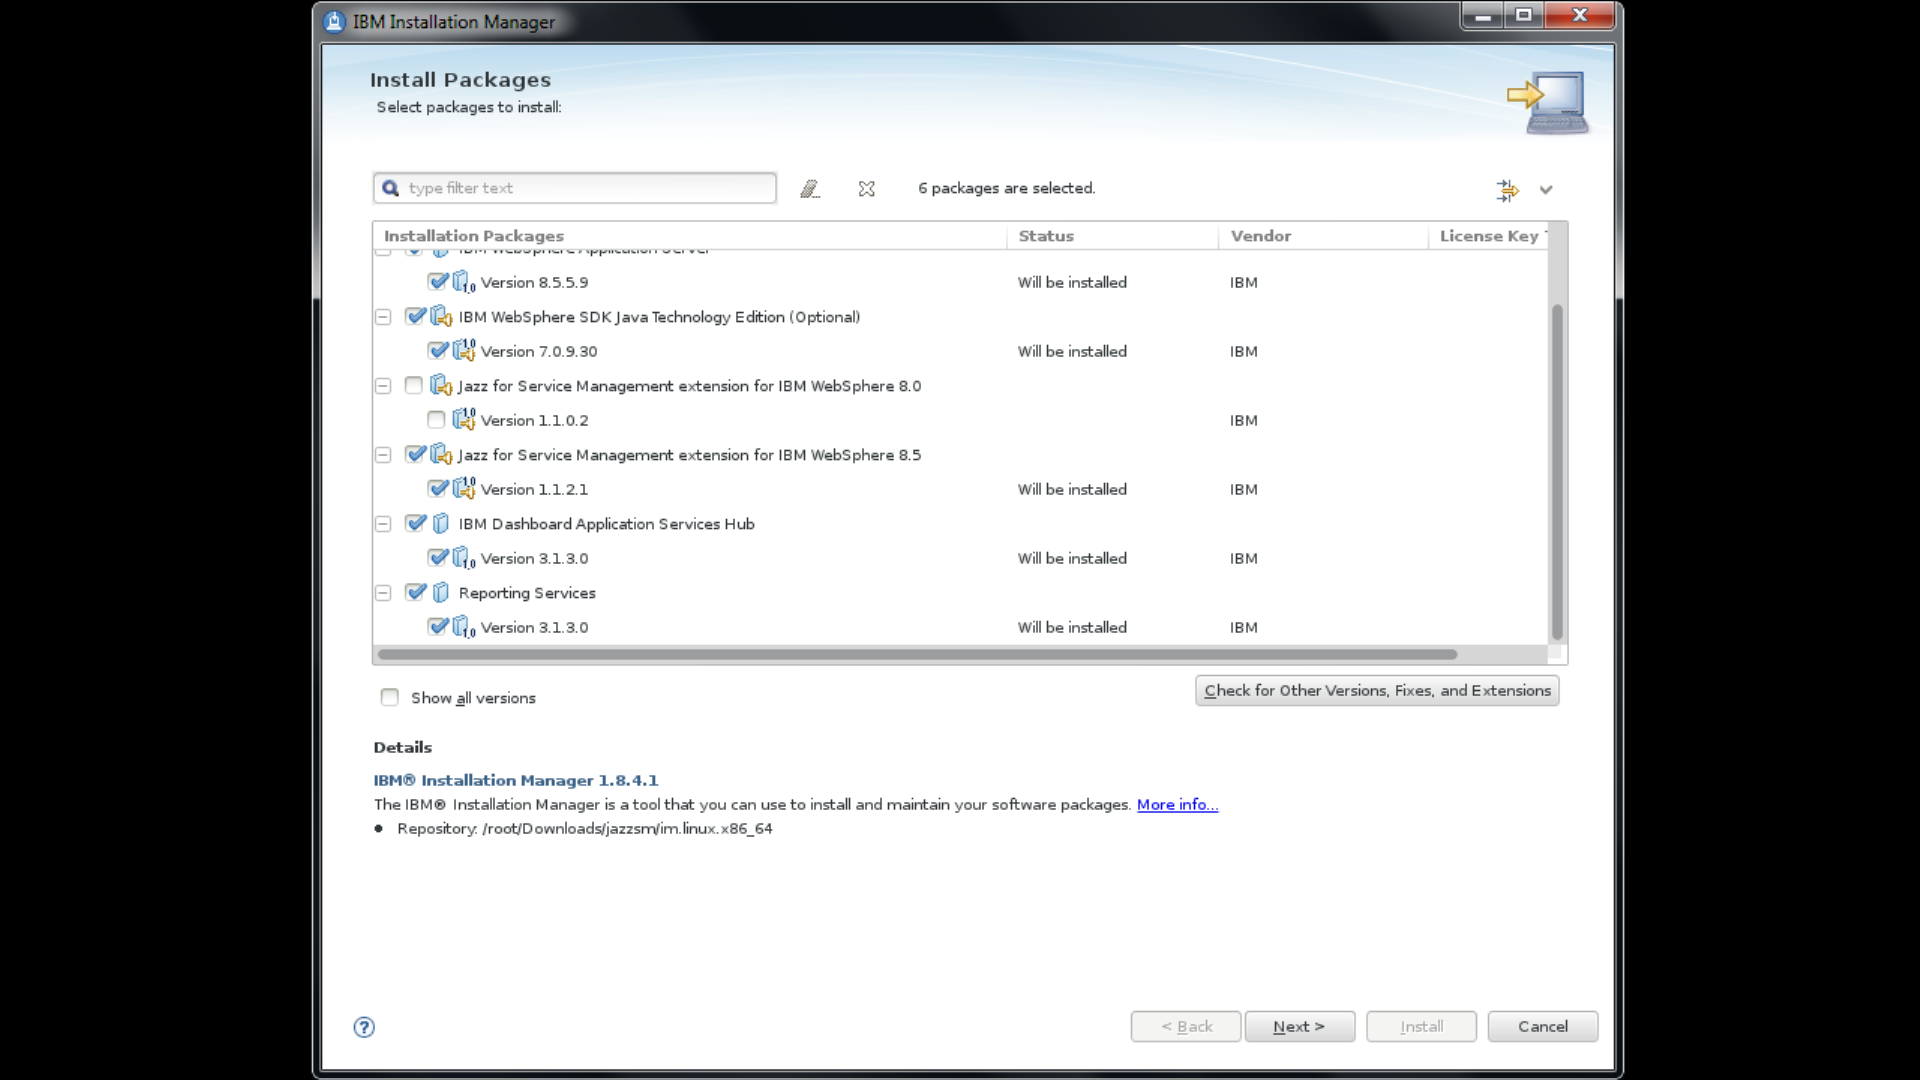 IBM Installation Manager
Install Packages
Select packages to install:
type filter text
6 packages are selected.
Installation Packages Status Vendor License Key
IBM WebSphere Application Server
Version 8.5.5.9 Will be installed IBM
IBM WebSphere SDK Java Technology Edition (Optional)
Version 7.0.9.30 Will be installed IBM
Jazz for Service Management extension for IBM WebSphere 8.0
Version 1.1.0.2 IBM
Jazz for Service Management extension for IBM WebSphere 8.5
Version 1.1.2.1 Will be installed IBM
IBM Dashboard Application Services Hub
Version 3.1.3.0 Will be installed IBM
Reporting Services
Version 3.1.3.0 Will be installed IBM
Show all versions
Check for Other Versions, Fixes, and Extensions
Details
IBM® Installation Manager 1.8.4.1
The IBM® Installation Manager is a tool that you can use to install and maintain your software packages. More info...
• Repository: /root/Downloads/jazzsm/im.linux.x86_64
?
< Back Next > Install Cancel